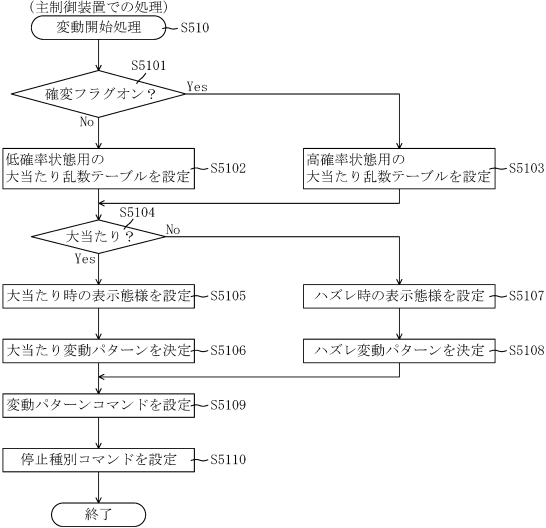 (主制御装置での処理)
変動開始処理
S510
S5101
確変フラグオン？
Yes
No
低確率状態用の
大当たり乱数テーブルを設定
S5102
高確率状態用の
大当たり乱数テーブルを設定
S5103
S5104
大当たり？
No
Yes
大当たり時の表示態様を設定
S5105
ハズレ時の表示態様を設定
S5107
大当たり変動パターンを決定
S5106
ハズレ変動パターンを決定
S5108
変動パターンコマンドを設定
S5109
停止種別コマンドを設定
S5110
終了